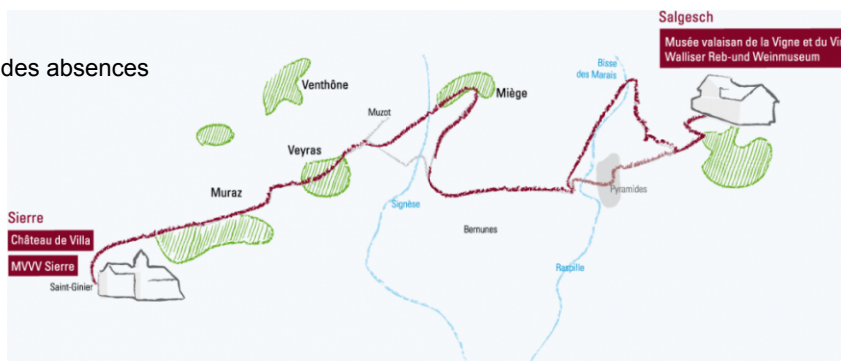 des absences
Salgesch
Musée valaisan de la Vigne et du Vin
Walliser Reb-und Weinmuseum
Bisse
des Marais
Venthône
Miège
Muzot
Veyras
Muraz
Pyramides
Signèse
Sierre
Château de Villa
MVVV Sierre
Saint-Ginier
Bernunes
Raspille